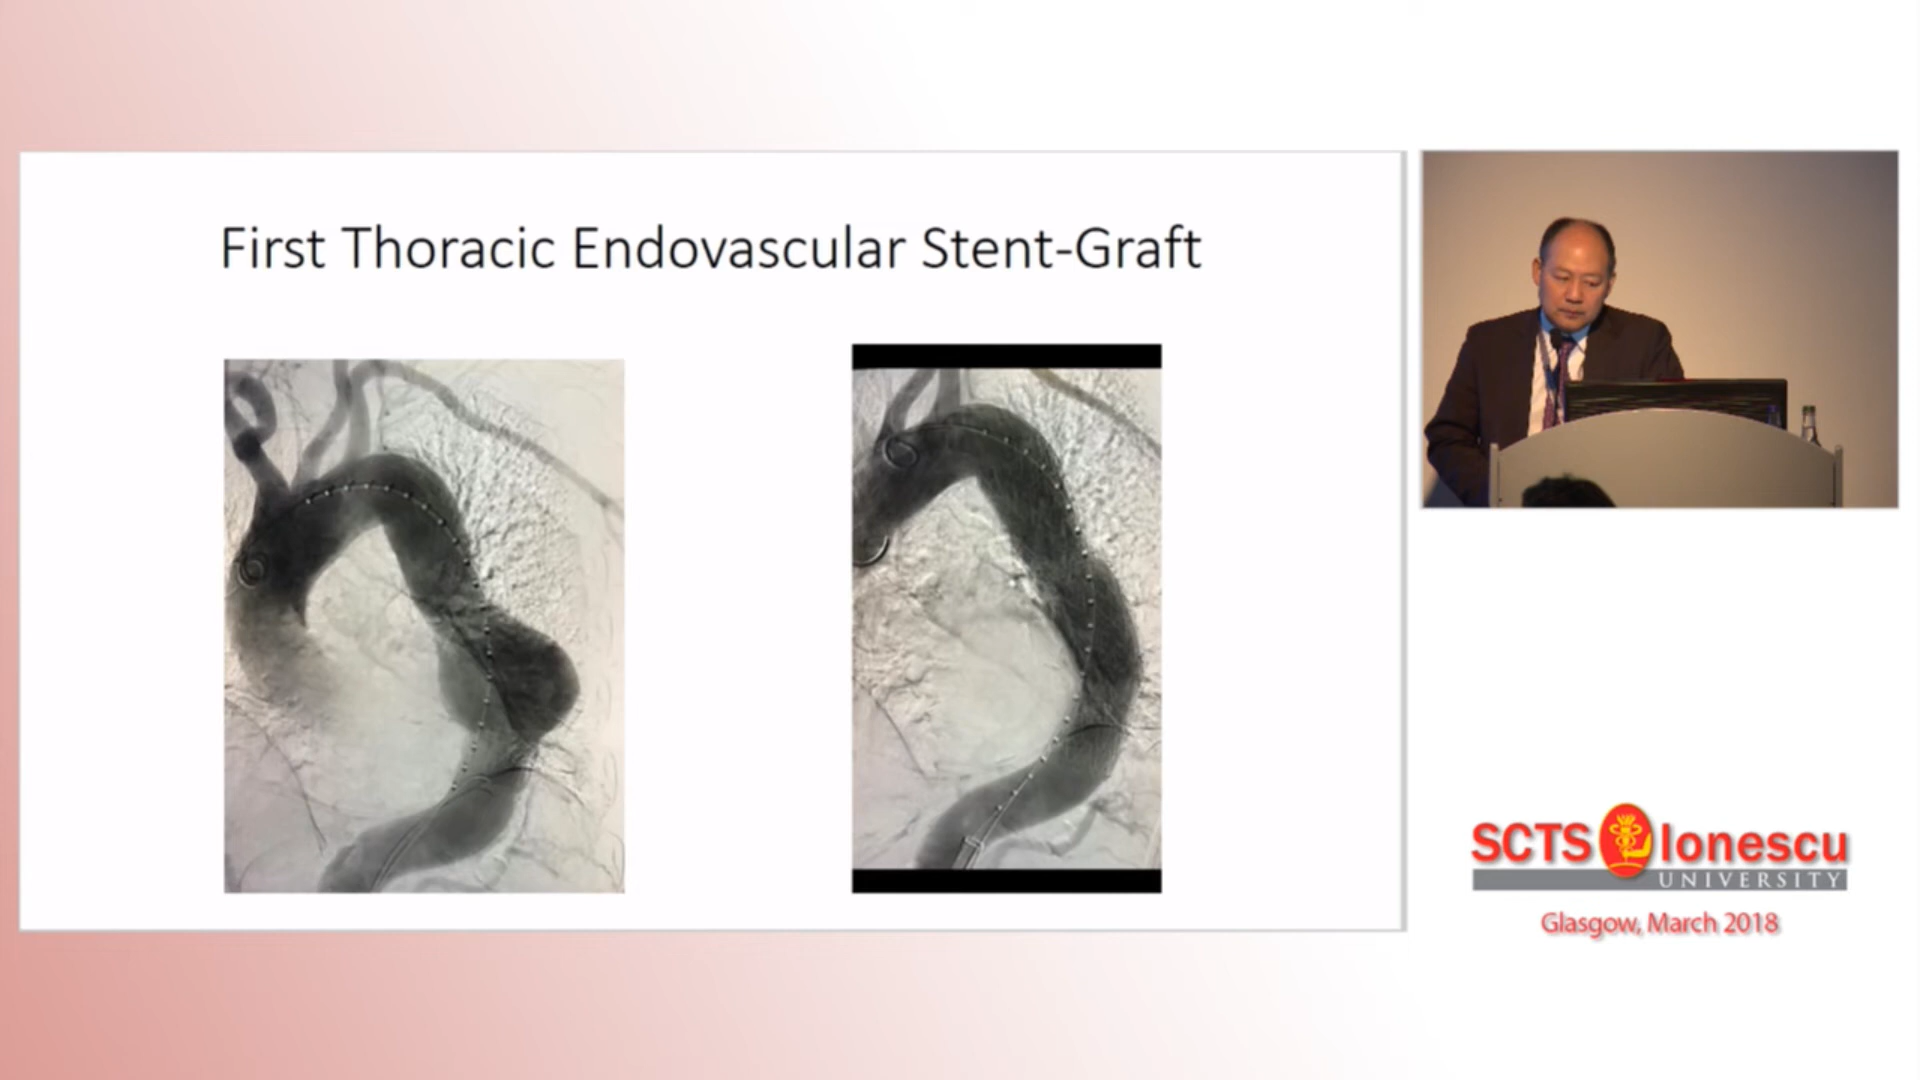 First Thoracic Endovascular Stent-Graft
SCTS Ionescu
UNIVERSITY
Glasgow, March 2018